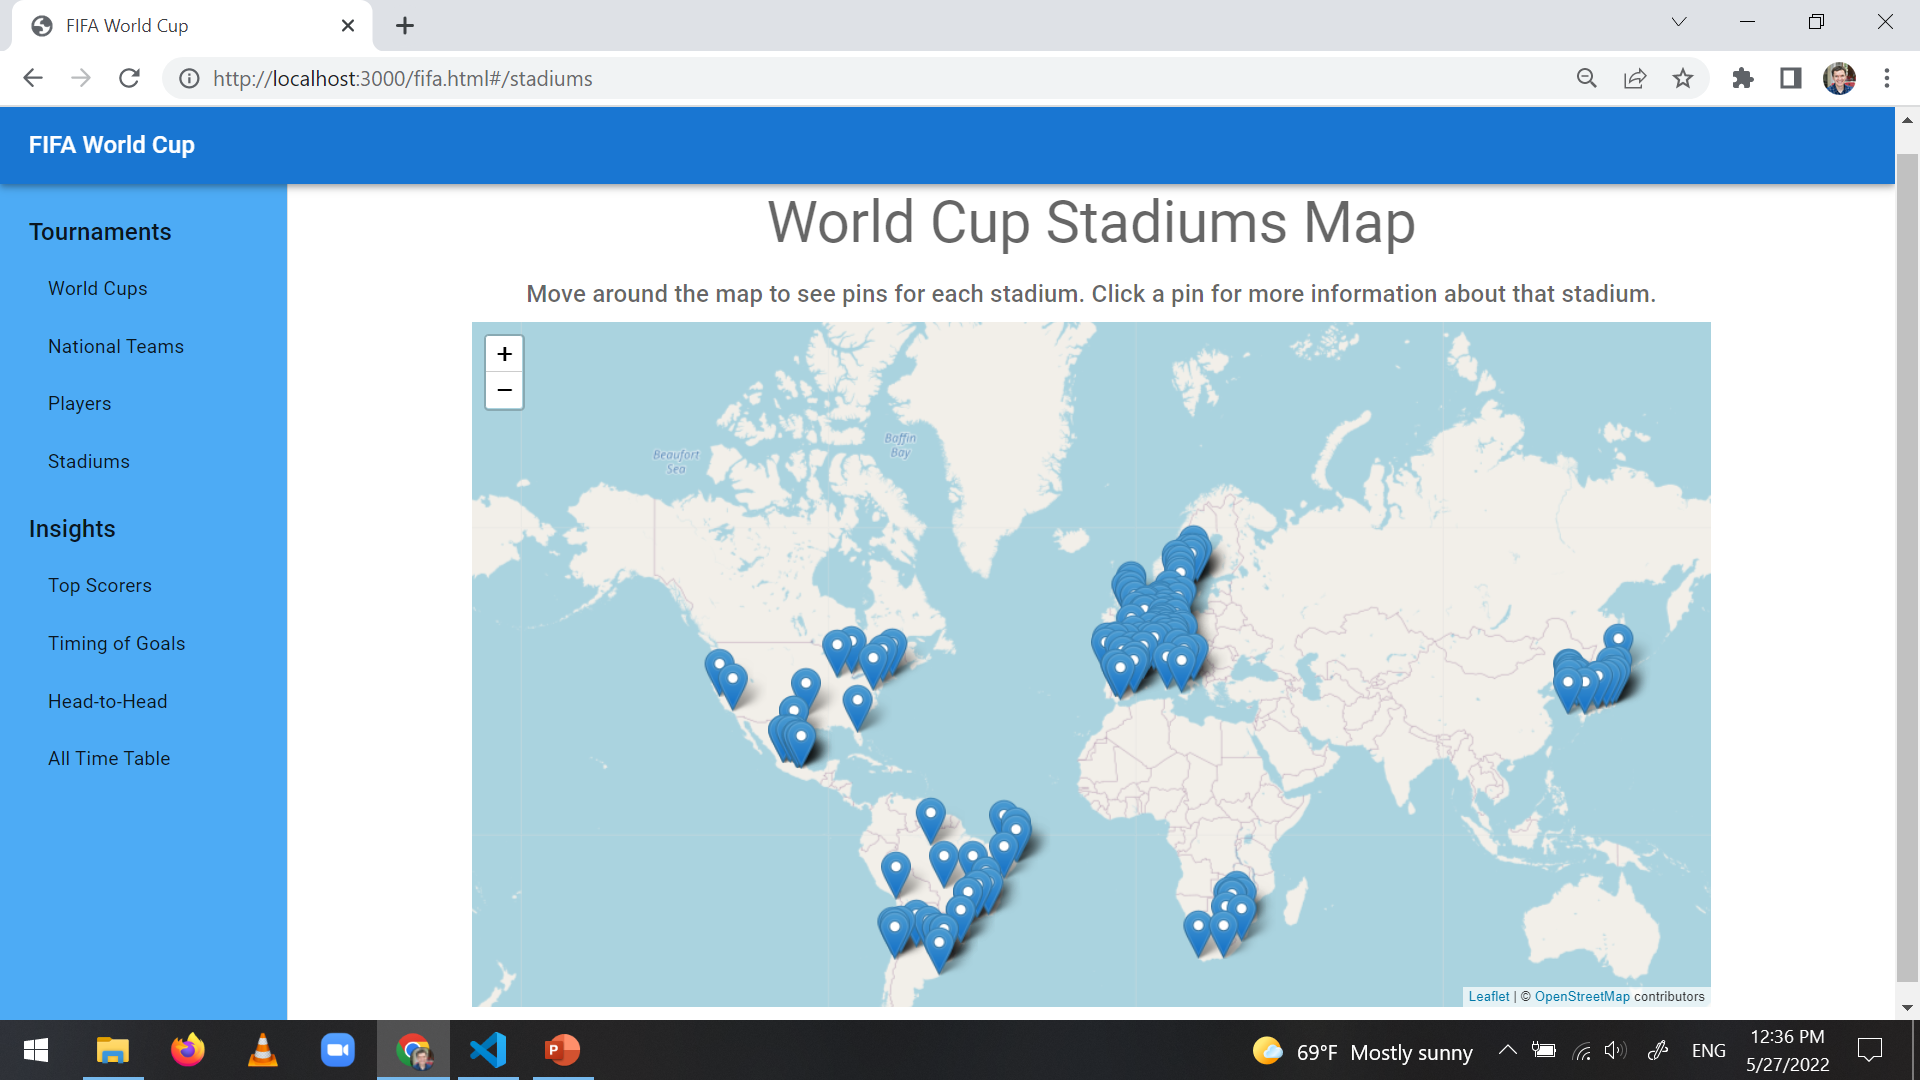 FIFA World Cup
http://localhost:3000/fifa.html#/stadiums
FIFA World Cup
Tournaments
World Cups
National Teams
Players
Stadiums
Insights
Top Scorers
Timing of Goals
Head-to-Head
All Time Table
World Cup Stadiums Map
Move around the map to see pins for each stadium. Click a pin for more information about that stadium.
+
−
Beaufort
Sea
Baffin
Bay
Leaflet | © OpenStreetMap contributors
P
69°F Mostly sunny
ENG
12:36 PM
5/27/2022